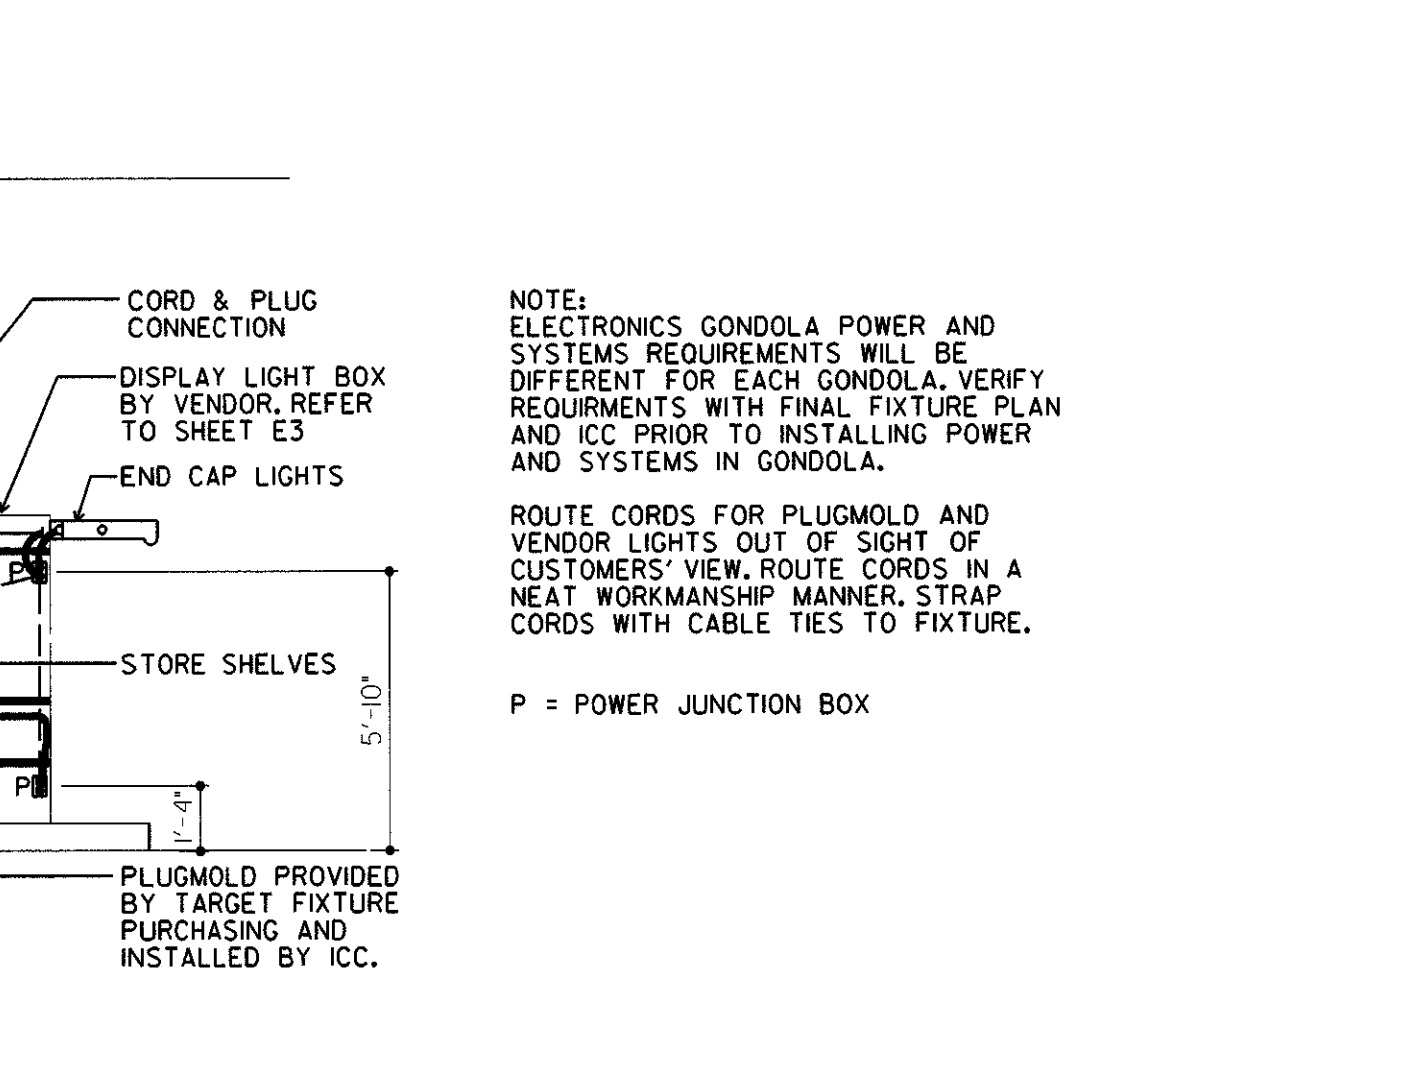 CORD & PLUG
CONNECTION
DISPLAY LIGHT BOX
BY VENDOR. REFER
TO SHEET E3
END CAP LIGHTS
P
STORE SHELVES
5'-10"
P
1'-4"
PLUGMOLD PROVIDED
BY TARGET FIXTURE
PURCHASING AND
INSTALLED BY ICC.
NOTE:
ELECTRONICS GONDOLA POWER AND
SYSTEMS REQUIREMENTS WILL BE
DIFFERENT FOR EACH GONDOLA. VERIFY
REQUIRMENTS WITH FINAL FIXTURE PLAN
AND ICC PRIOR TO INSTALLING POWER
AND SYSTEMS IN GONDOLA.
ROUTE CORDS FOR PLUGMOLD AND
VENDOR LIGHTS OUT OF SIGHT OF
CUSTOMERS' VIEW. ROUTE CORDS IN A
NEAT WORKMANSHIP MANNER. STRAP
CORDS WITH CABLE TIES TO FIXTURE.
P = POWER JUNCTION BOX